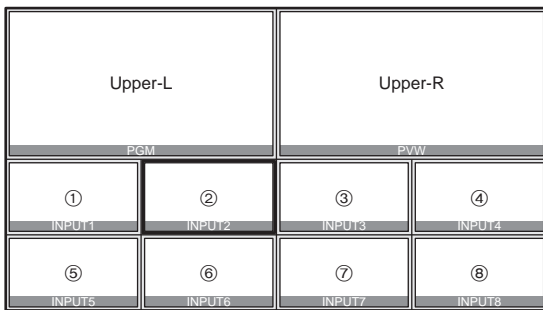 Upper-L Upper-R
PGM PVW
① ② ③ ④
INPUT1 INPUT2 INPUT3 INPUT4
⑤ ⑥ ⑦ ⑧
INPUT5 INPUT6 INPUT7 INPUT8